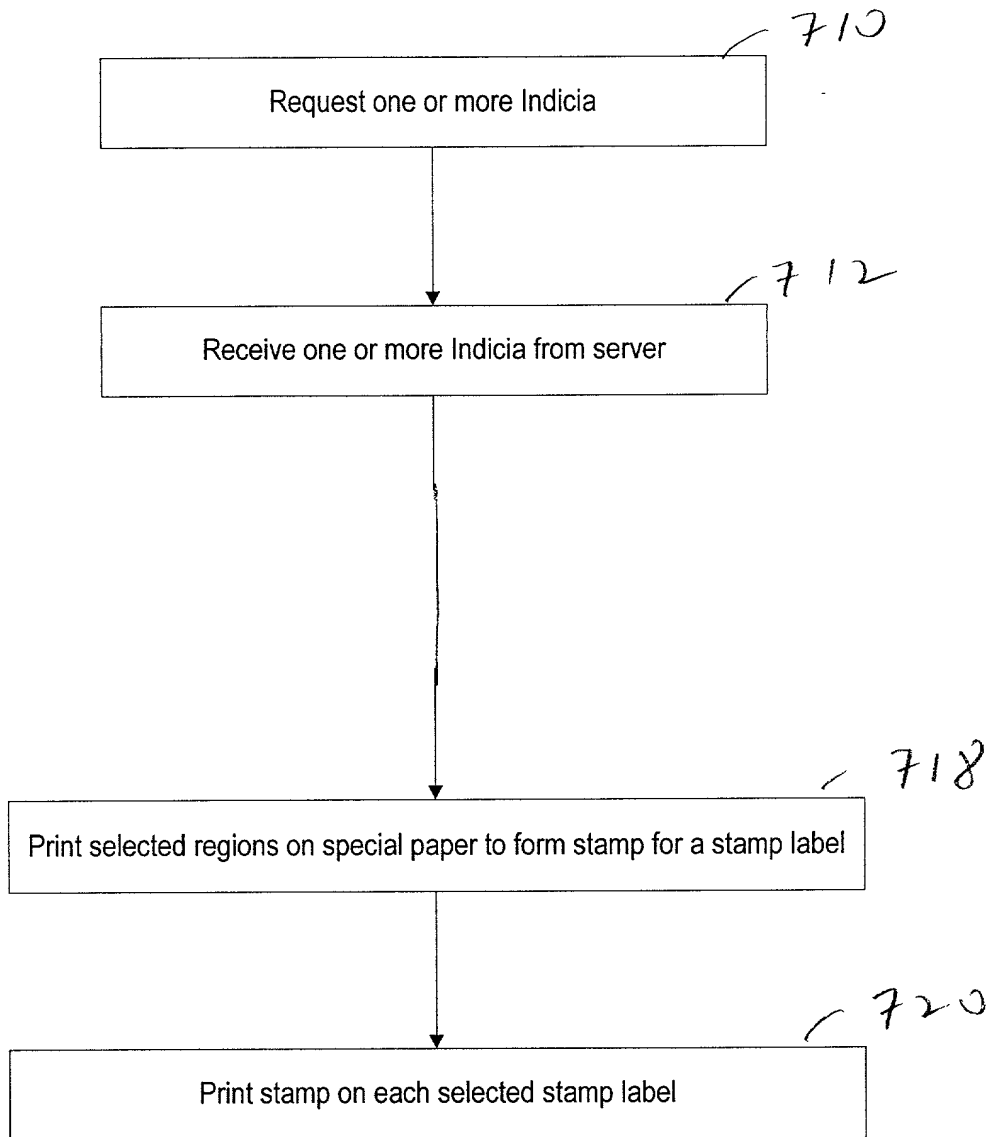 710
Request one or more Indicia
712
Receive one or more Indicia from server
718
Print selected regions on special paper to form stamp for a stamp label
720
Print stamp on each selected stamp label